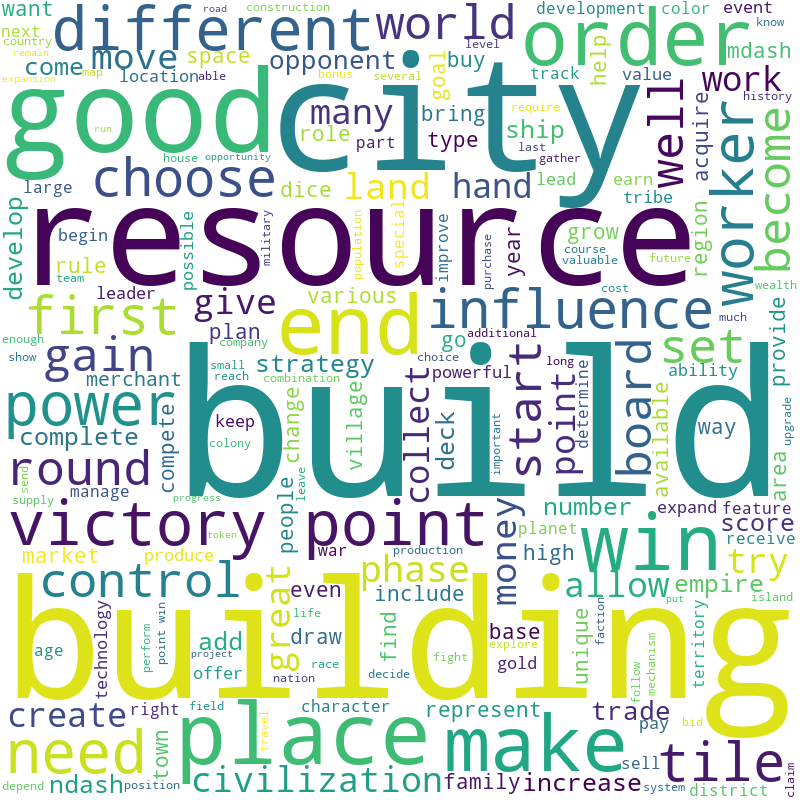 want
road
construction
development
color
event
next
different
world
order
help
mdash
know
country
come
move
space
opponent
buy
goal
remain
expansion
map
location
able
level
bonus
several
track
value
work
good
city
many
bring
require
history
run
role
part
type
ship
last
gather
well
acquire
worker
become
house
opportunity
large
choose
dice
land
hand
lead
earn
tribe
develop
resource
begin
possible
military
population
special
improve
purchase
year
grow
course
valuable
region
rule
team
future
leader
various
cost
wealth
first
give
end
influence
much
enough
plan
go
additional
set
provide
show
gain
company
strategy
choice
long
ability
small
reach
powerful
start
point
determine
board
available
upgrade
merchant
combination
power
build
keep
change
village
collect
deck
important
way
complete
compete
colony
leave
area
round
manage
people
send
supply
progress
money
number
expand
feature
token
victory point
war
production
planet
win
score
receive
market
produce
phase
high
try
control
great
even
include
allow
empire
island
life
put
building
age
technology
perform
point win
add
draw
find
base
explore
unique
faction
territory
project
offer
race
fight
gold
follow
mechanism
decide
nation
create
right
field
character
represent
trade
pay
bid
need
town
place
travel
make
sell
tile
ndash
depend
position
civilization
family
increase
system
district
claim